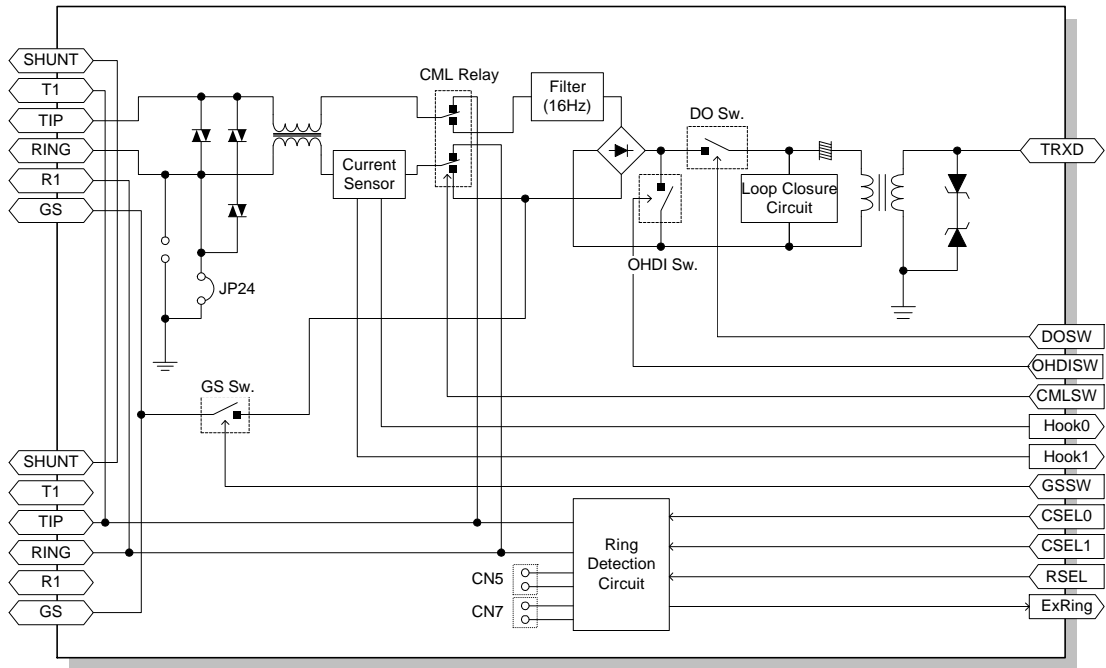 SHUNT
T1
TIP
RING
R1
GS
CML Relay
Filter
(16Hz)
DO Sw.
TRXD
Current
Sensor
Loop Closure
Circuit
OHDI Sw.
JP24
DOSW
OHDISW
GS Sw.
CMLSW
Hook0
Hook1
GSSW
SHUNT
T1
TIP
RING
R1
GS
Ring
Detection
Circuit
CN5
CN7
CSEL0
CSEL1
RSEL
ExRing